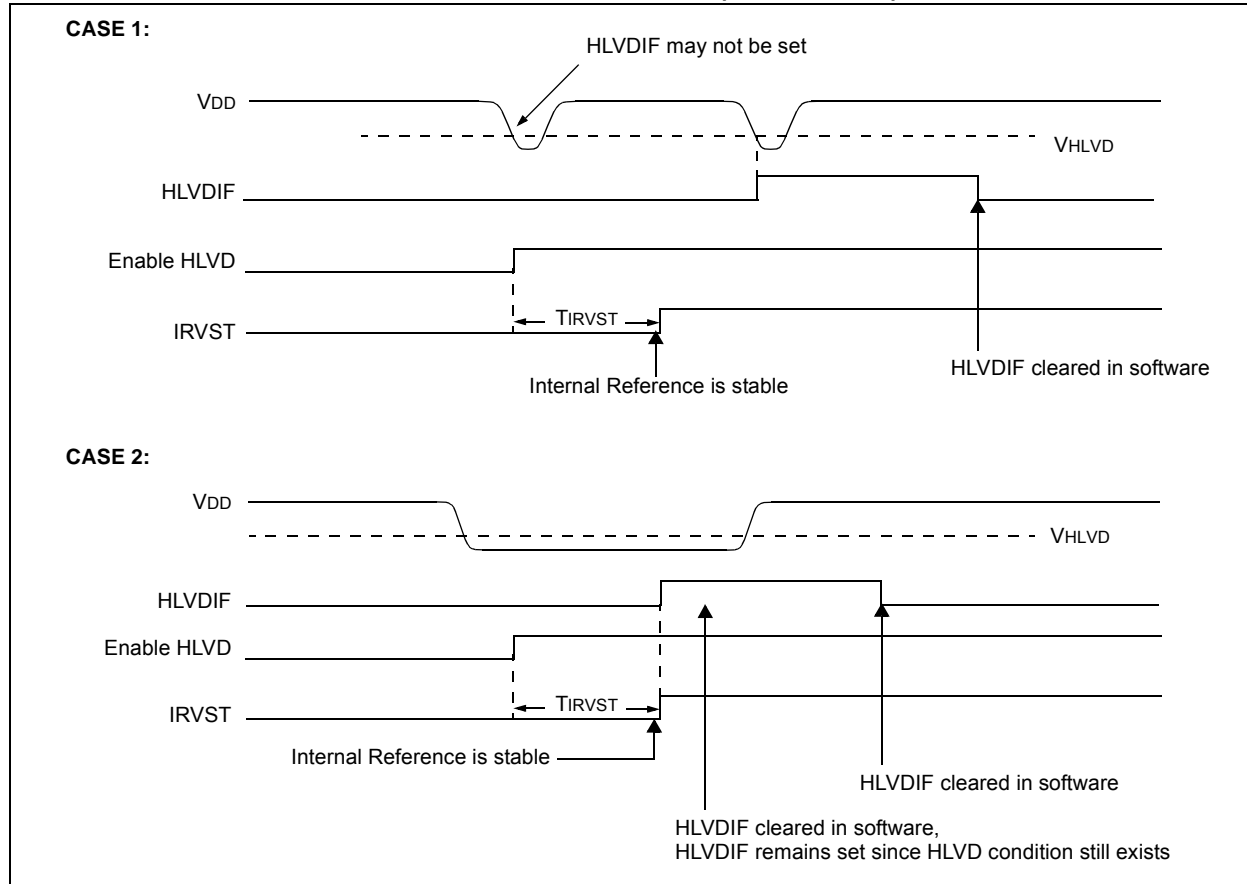 CASE 1:
HLVDIF may not be set
VDD
VHLVD
HLVDIF
Enable HLVD
TIRVST
IRVST
HLVDIF cleared in software
Internal Reference is stable
CASE 2:
VDD
VHLVD
HLVDIF
Enable HLVD
TIRVST
IRVST
Internal Reference is stable
HLVDIF cleared in software
HLVDIF cleared in software,
HLVDIF remains set since HLVD condition still exists